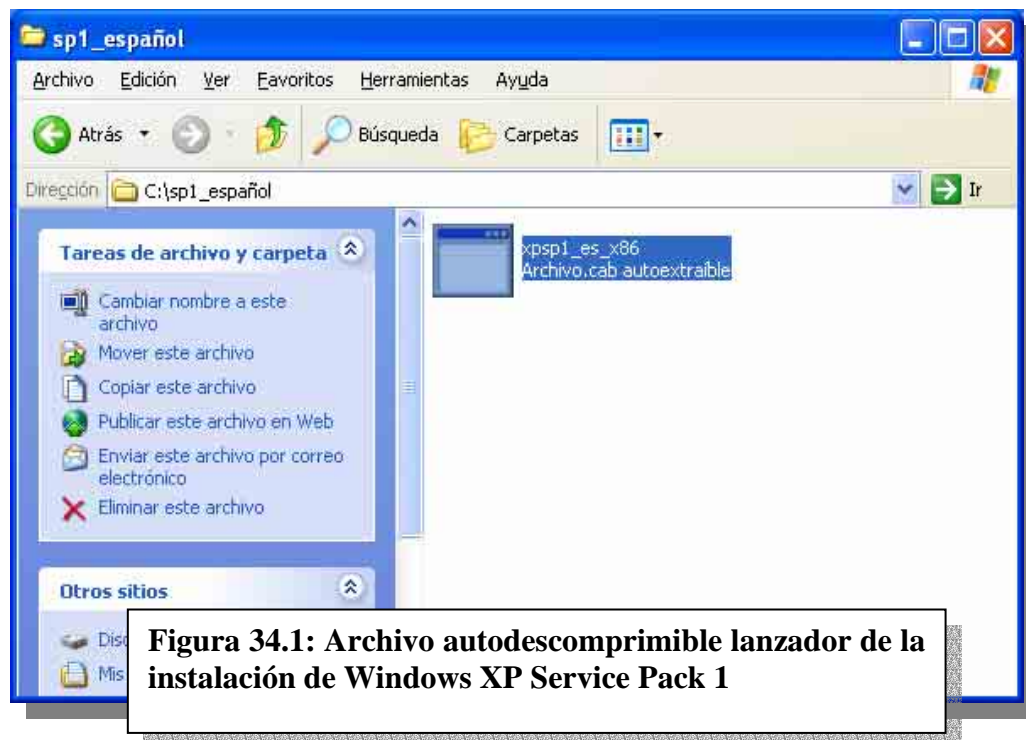 sp1_español
Archivo Edición Ver Favoritos Herramientas Ayuda
Atrás Búsqueda Carpetas
Dirección C:\sp1_español Ir
Tareas de archivo y carpeta
Cambiar nombre a este
archivo
Mover este archivo
Copiar este archivo
Publicar este archivo en Web
Enviar este archivo por correo
electrónico
Eliminar este archivo
Otros sitios
Mis
xpsp1_es_x86
Archivo.cab autoextraíble
Figura 34.1: Archivo autodescomprimible lanzador de la
instalación de Windows XP Service Pack 1